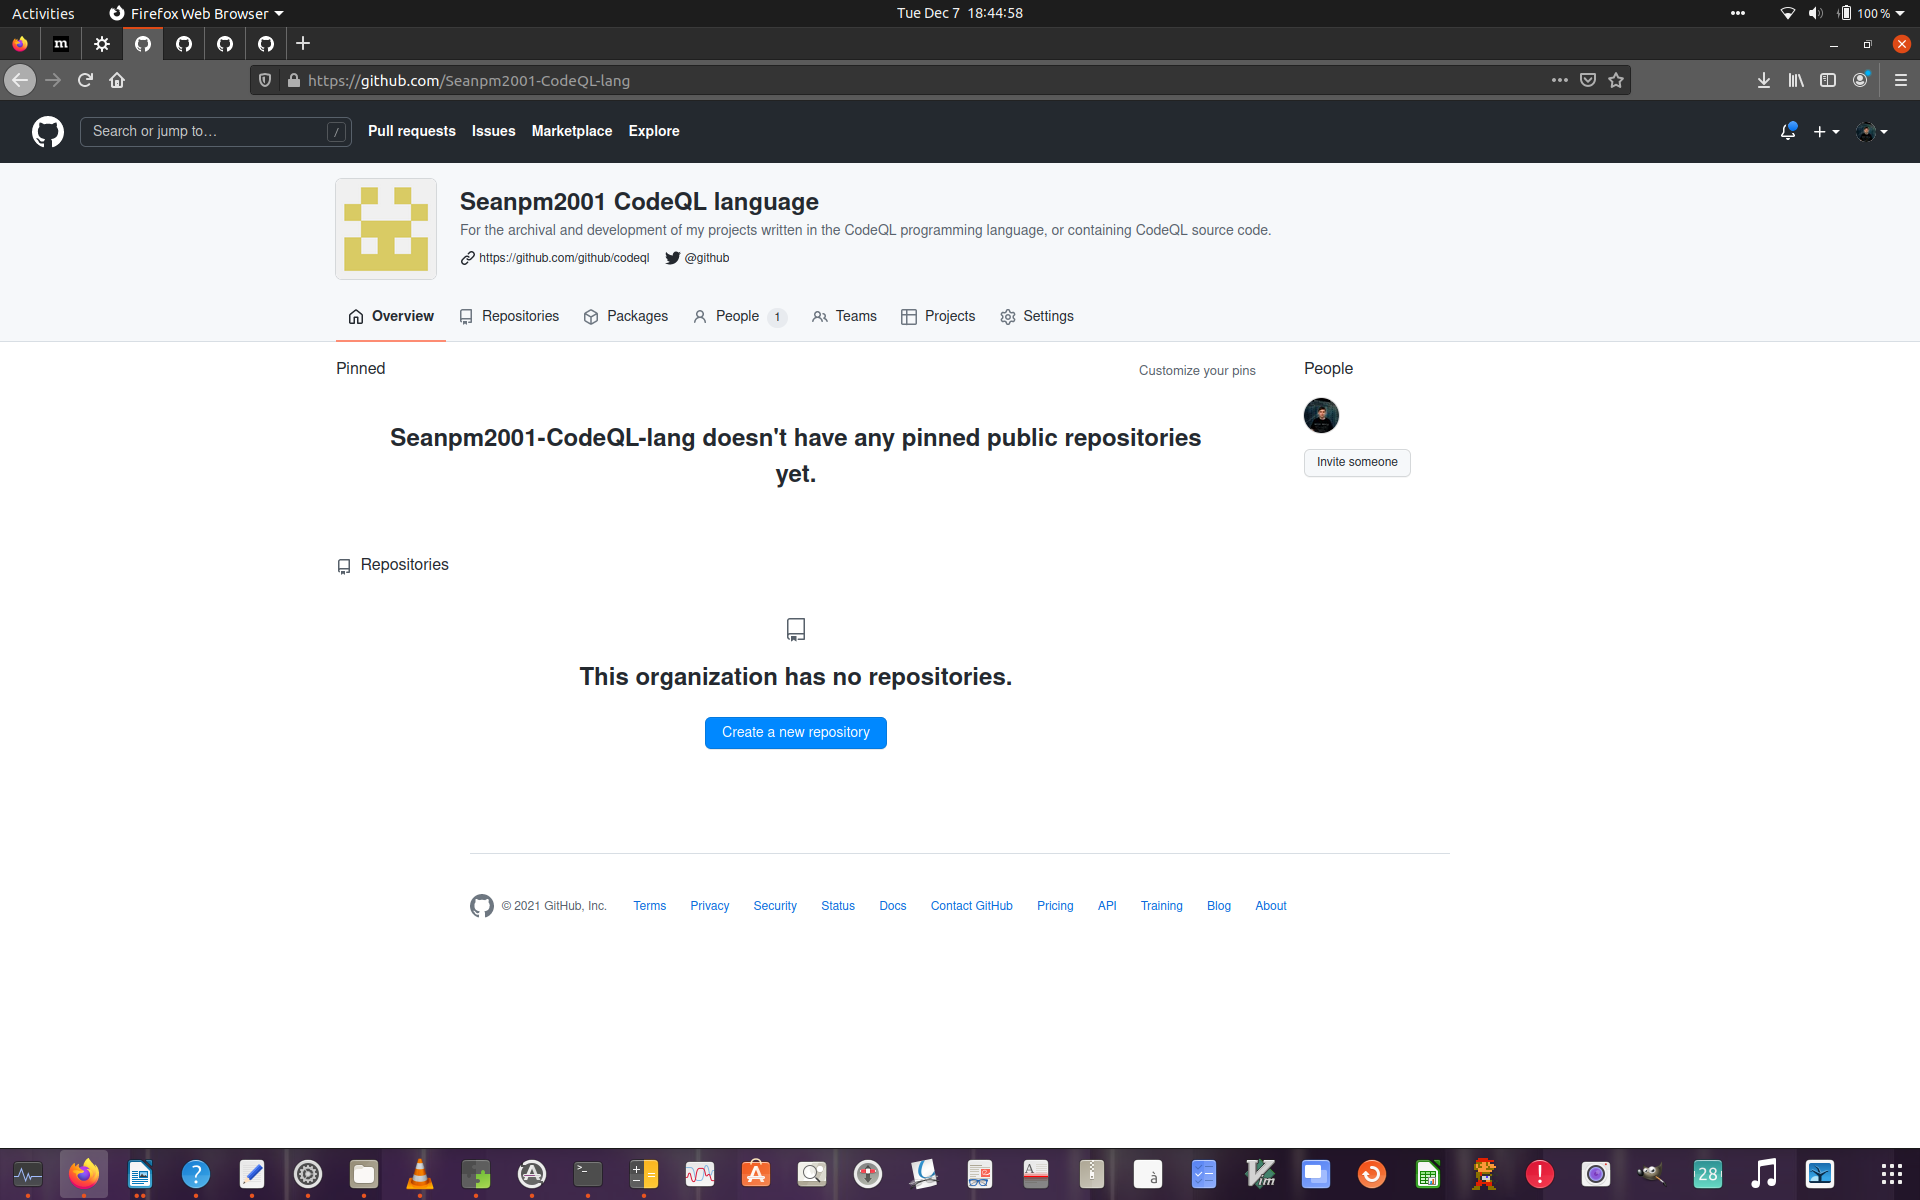 Activities
Firefox Web Browser
Tue Dec 7 18:44:58
100 %
m
https://github.com/Seanpm2001-CodeQL-lang
Search or jump to…
/
Pull requests
Issues
Marketplace
Explore
Seanpm2001 CodeQL language
For the archival and development of my projects written in the CodeQL programming language, or containing CodeQL source code.
https://github.com/github/codeql
@github
Overview
Repositories
Packages
People 1
Teams
Projects
Settings
Pinned
Customize your pins
People
Seanpm2001-CodeQL-lang doesn't have any pinned public repositories
yet.
Invite someone
Repositories
This organization has no repositories.
Create a new repository
© 2021 GitHub, Inc.
Terms
Privacy
Security
Status
Docs
Contact GitHub
Pricing
API
Training
Blog
About
?
>_
A
à
Vim
!
28